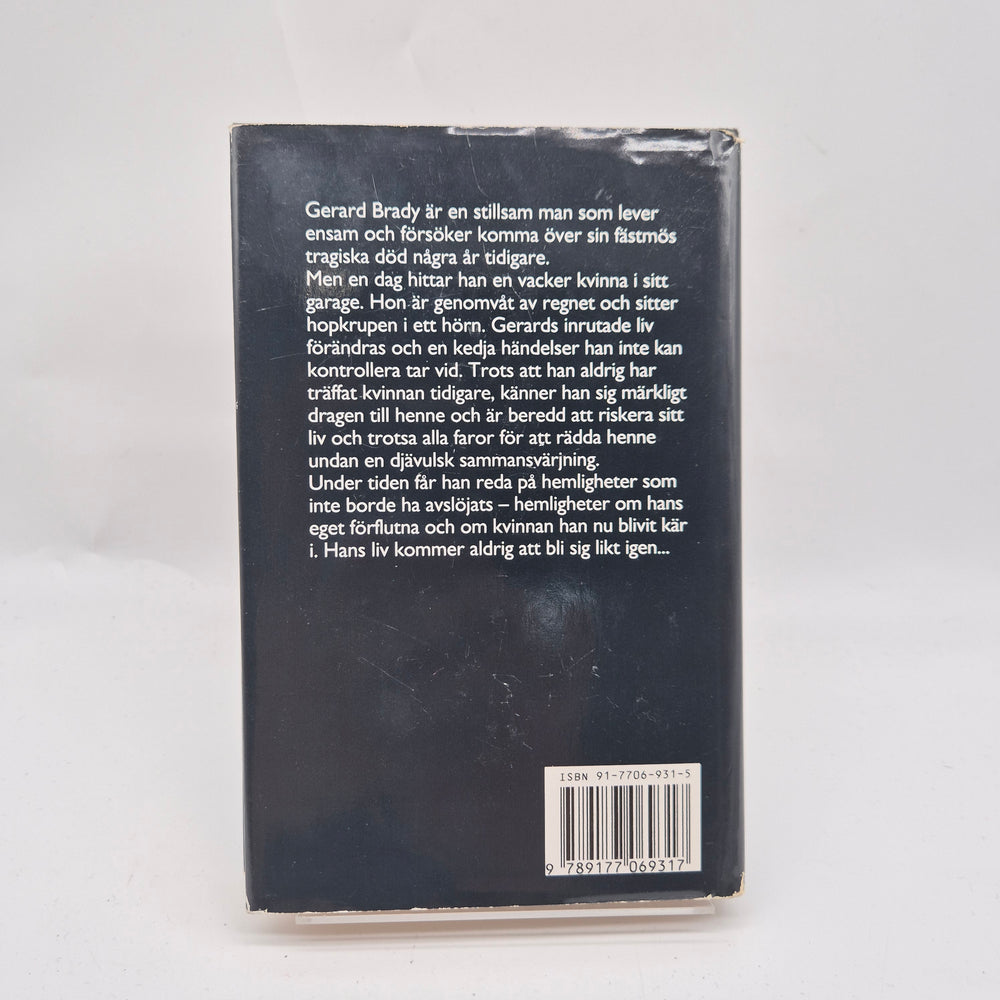 Gerard Brady är en stillsam man som lever
ensam och försöker komma över sin fästmös
tragiska död några år tidigare.
Men en dag hittar han en vacker kvinna i sitt
garage. Hon är genomvåt av regnet och sitter
hopkrupen i ett hörn. Gerards inrutade liv
förändras och en kedja händelser han inte kan
kontrollera tar vid. Trots att han aldrig har
träffat kvinnan tidigare, känner han sig märkligt
dragen till henne och är beredd att riskera sitt
liv och trotsa alla faror för att rädda henne
undan en djävulsk sammansvärjning.
Under tiden får han reda på hemligheter som
inte borde ha avslöjats – hemligheter om hans
eget förflutna och om kvinnan han nu blivit kär
i. Hans liv kommer aldrig att bli sig likt igen...
ISBN 91-7706-931-5
9 789177 069317